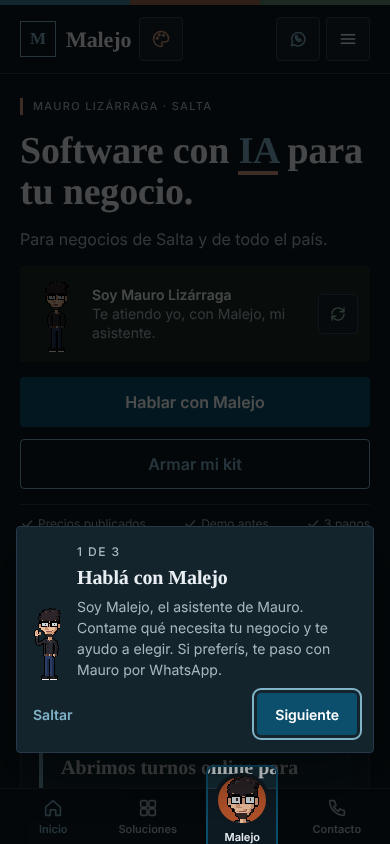 M Malejo
MAURO LIZÁRRAGA · SALTA
Software con IA para
tu negocio.
Para negocios de Salta y de todo el país.
Soy Mauro Lizárraga
Te atiendo yo, con Malejo, mi
asistente.
Hablar con Malejo
Armar mi kit
Precios publicados Demo antes 3 pagos
1 DE 3
Hablá con Malejo
Soy Malejo, el asistente de Mauro.
Contame qué necesita tu negocio y te
ayudo a elegir. Si preferís, te paso con
Mauro por WhatsApp.
Saltar Siguiente
Abrimos turnos online para
Inicio Soluciones Malejo Contacto